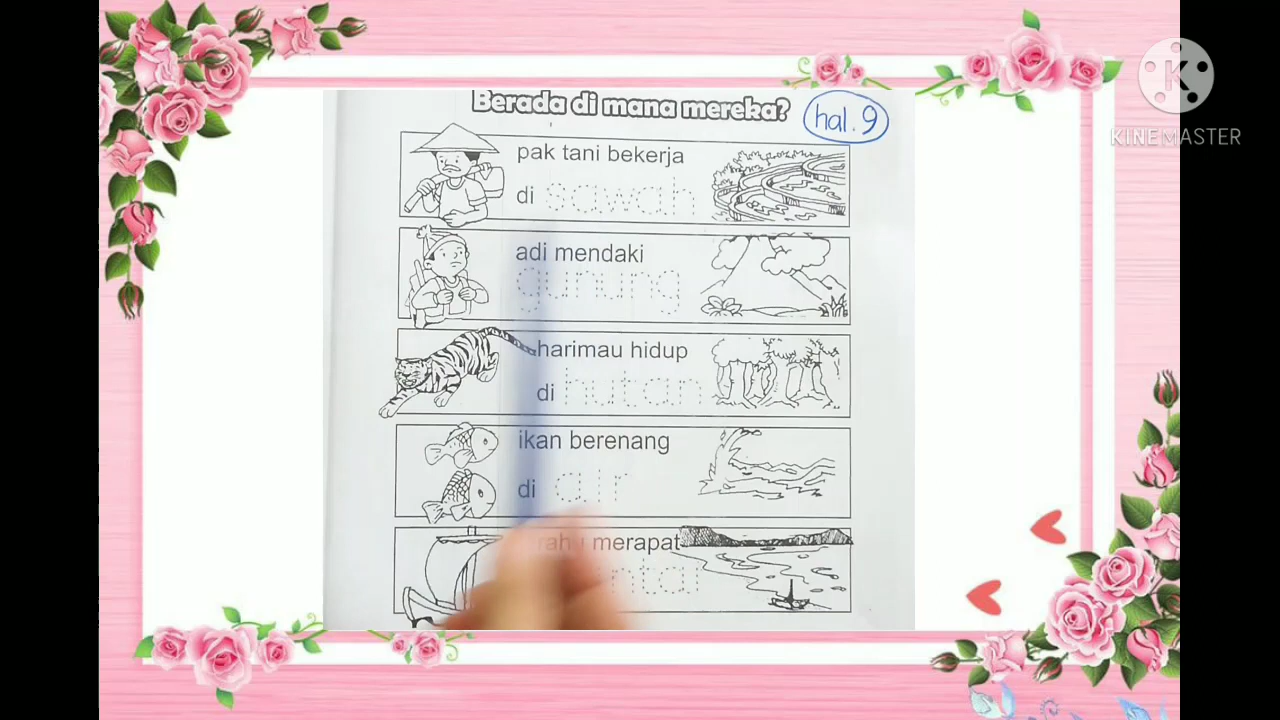 Berada di mana mereka?
hal. 9
KINEMASTER
pak tani bekerja
di sawah
adi mendaki
gunung
harimau hidup
di hutan
ikan berenang
di air
merapat